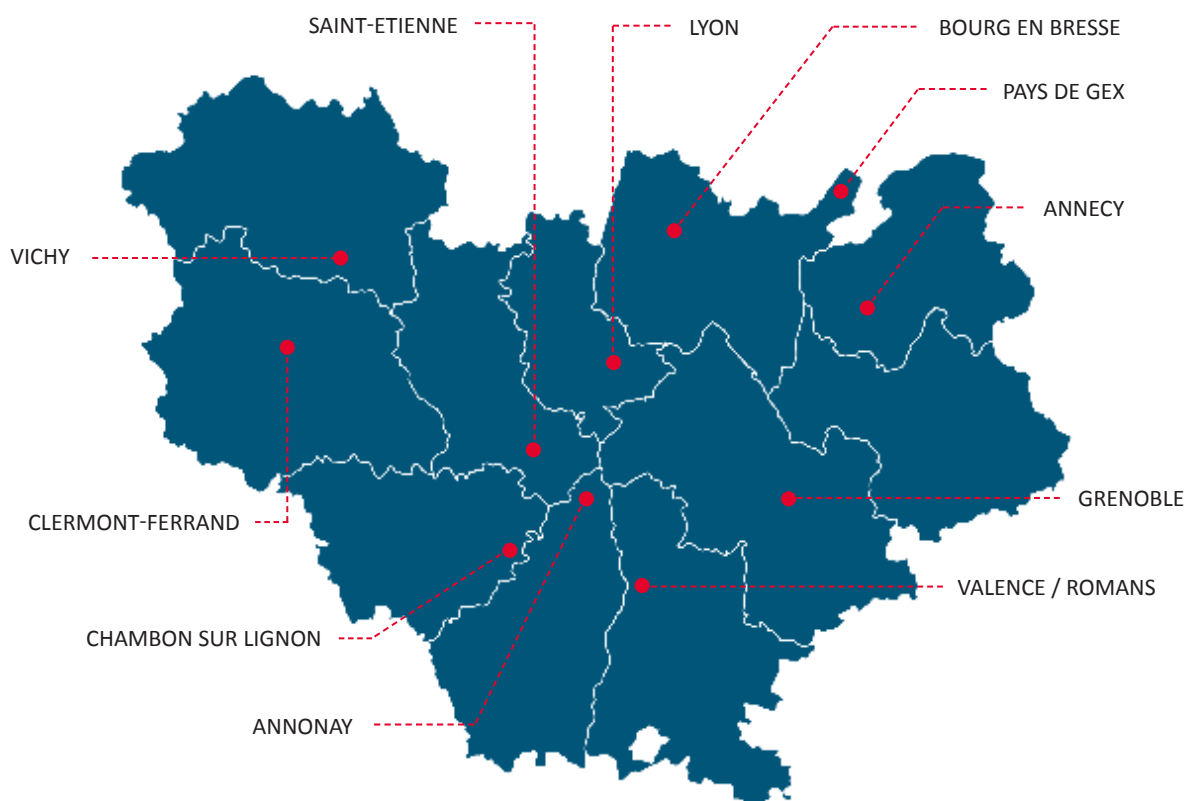 SAINT-ETIENNE
LYON
BOURG EN BRESSE
PAYS DE GEX
ANNECY
VICHY
GRENOBLE
CLERMONT-FERRAND
VALENCE / ROMANS
CHAMBON SUR LIGNON
ANNONAY